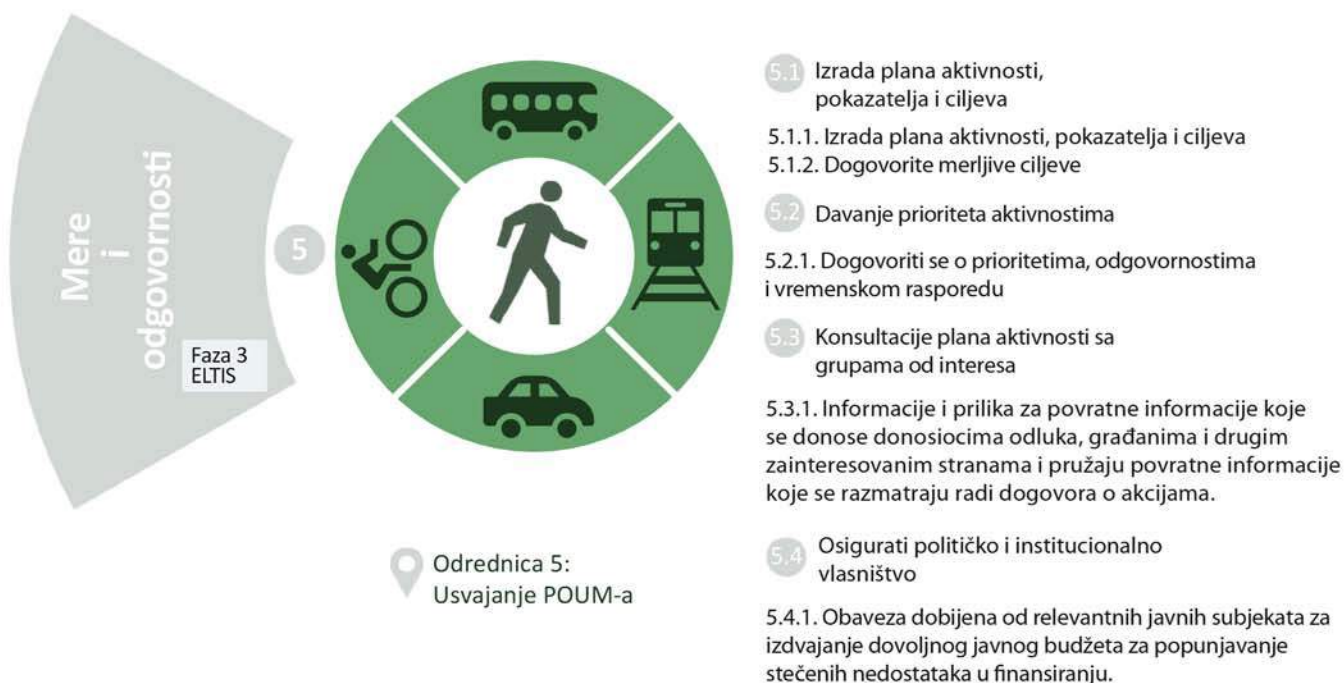 Mere
i
odgovornosti
Faza 3
ELTIS
5
Odrednica 5:
Usvajanje POUM-a
5.1 Izrada plana aktivnosti,
pokazatelja i ciljeva
5.1.1. Izrada plana aktivnosti, pokazatelja i ciljeva
5.1.2. Dogovorite merljive ciljeve
5.2 Davanje prioriteta aktivnostima
5.2.1. Dogovoriti se o prioritetima, odgovornostima
i vremenskom rasporedu
5.3 Konsultacije plana aktivnosti sa
grupama od interesa
5.3.1. Informacije i prilika za povratne informacije koje
se donose donosiocima odluka, građanima i drugim
zainteresovanim stranama i pružaju povratne informacije
koje se razmatraju radi dogovora o akcijama.
5.4 Osigurati političko i institucionalno
vlasništvo
5.4.1. Obaveza dobijena od relevantnih javnih subjekata za
izdvajanje dovoljnog javnog budžeta za popunjavanje
stečenih nedostataka u finansiranju.